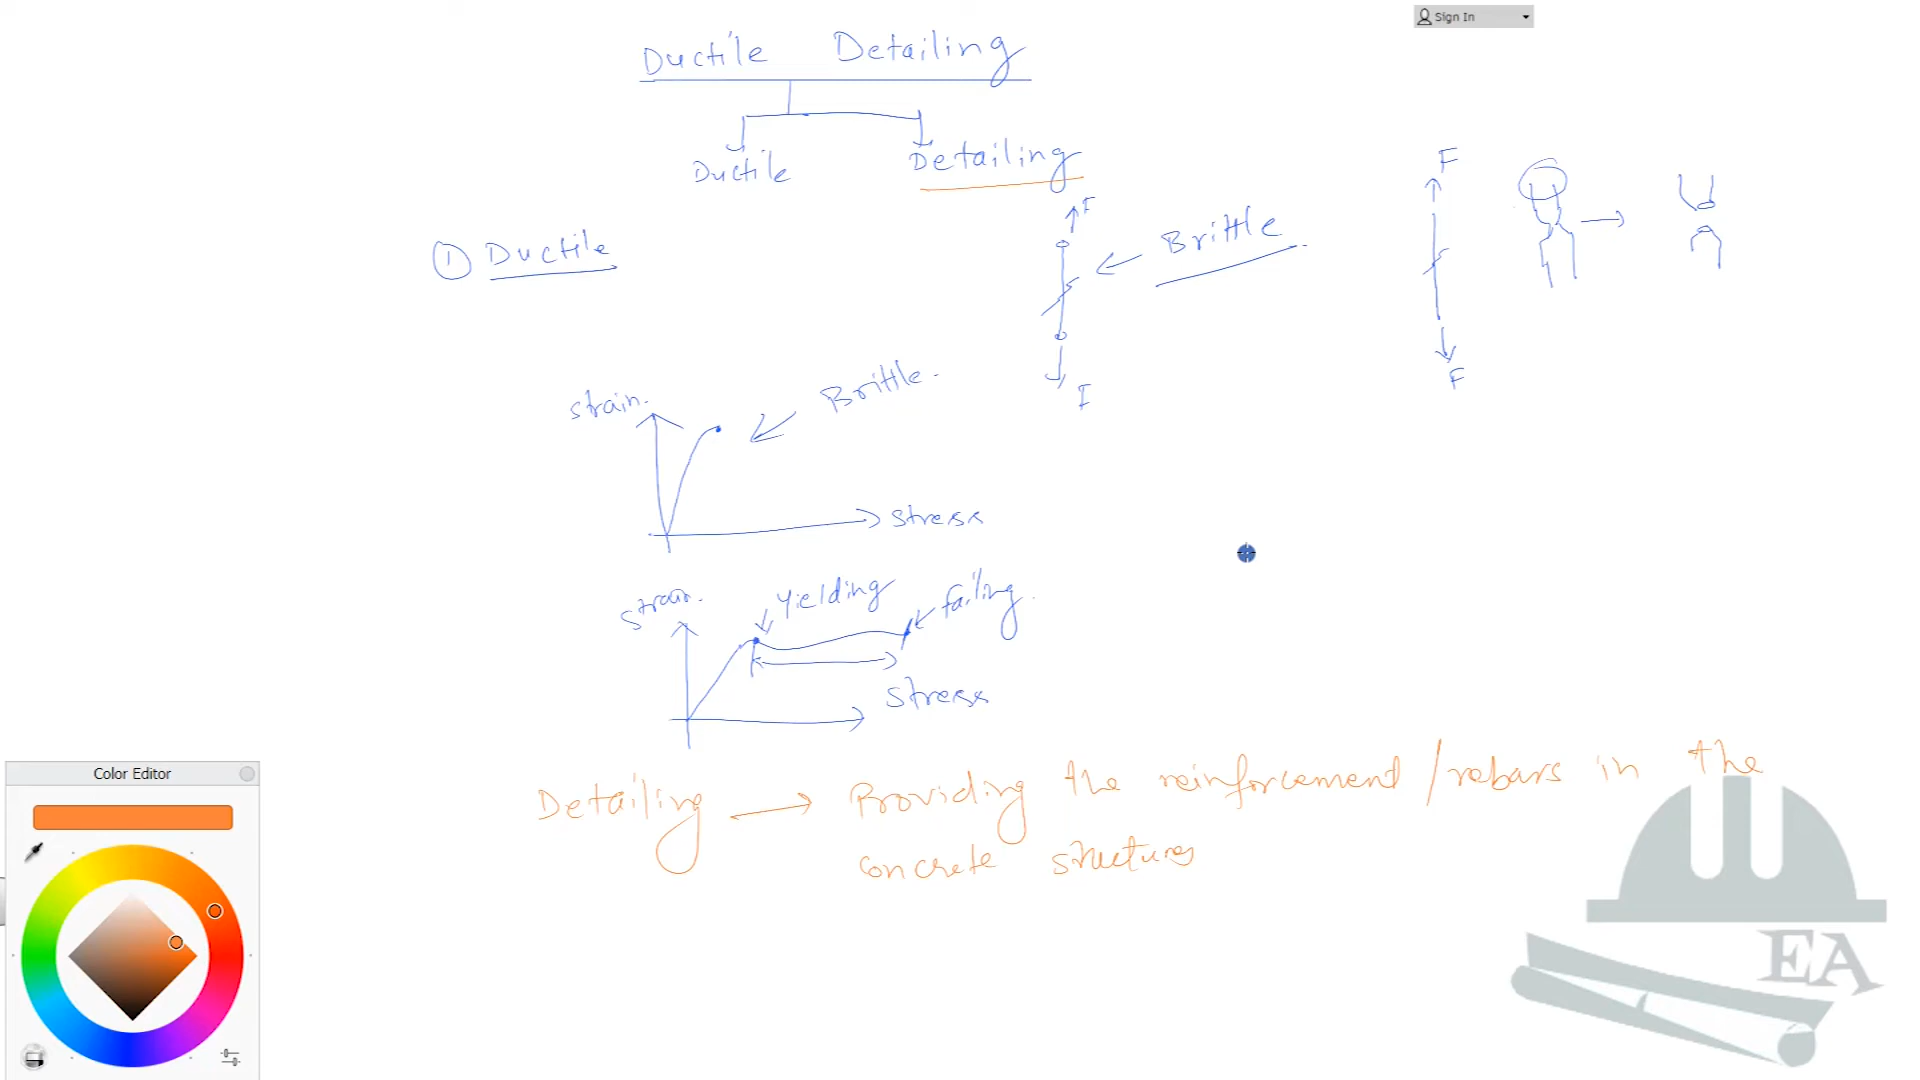 Sign In
Ductile Detailing
Ductile Detailing
① Ductile
F
F
Brittle
F
F
strain.
Brittle.
stress
strain.
yielding
failing.
stress
Detailing → Providing the reinforcement/rebars in the
concrete structures
Color Editor
EA